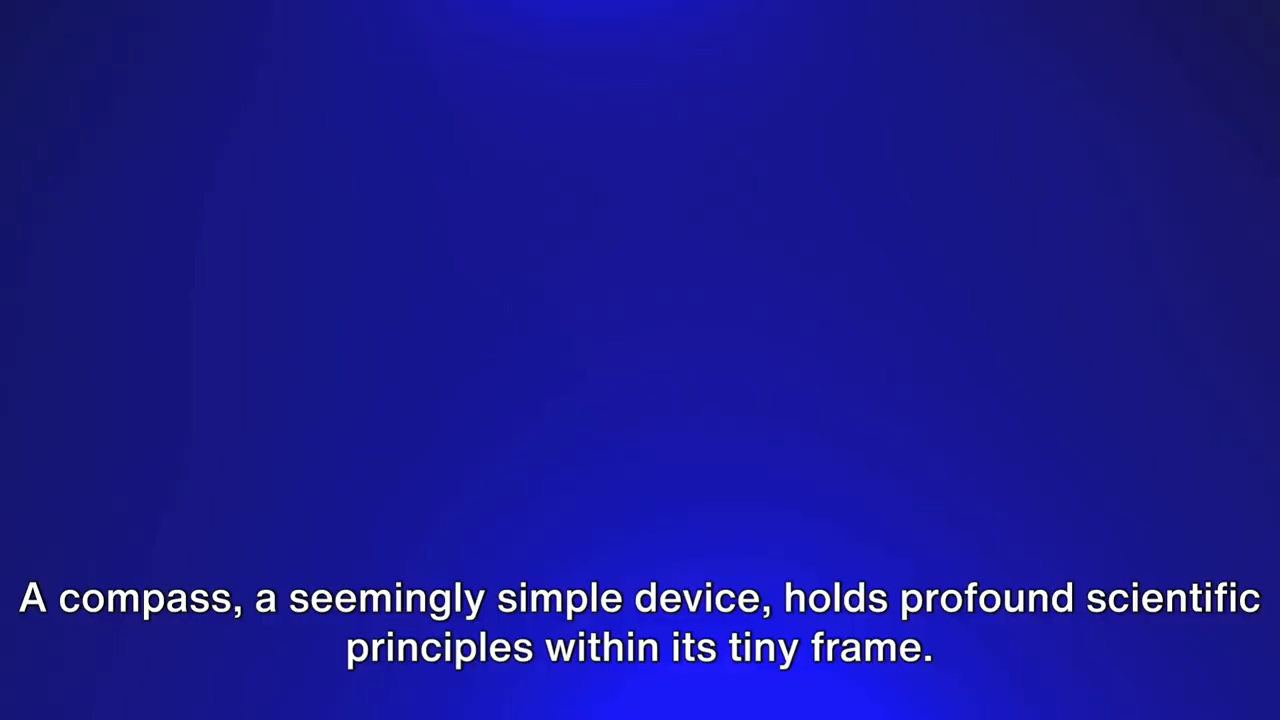 A compass, a seemingly simple device, holds profound scientific
principles within its tiny frame.